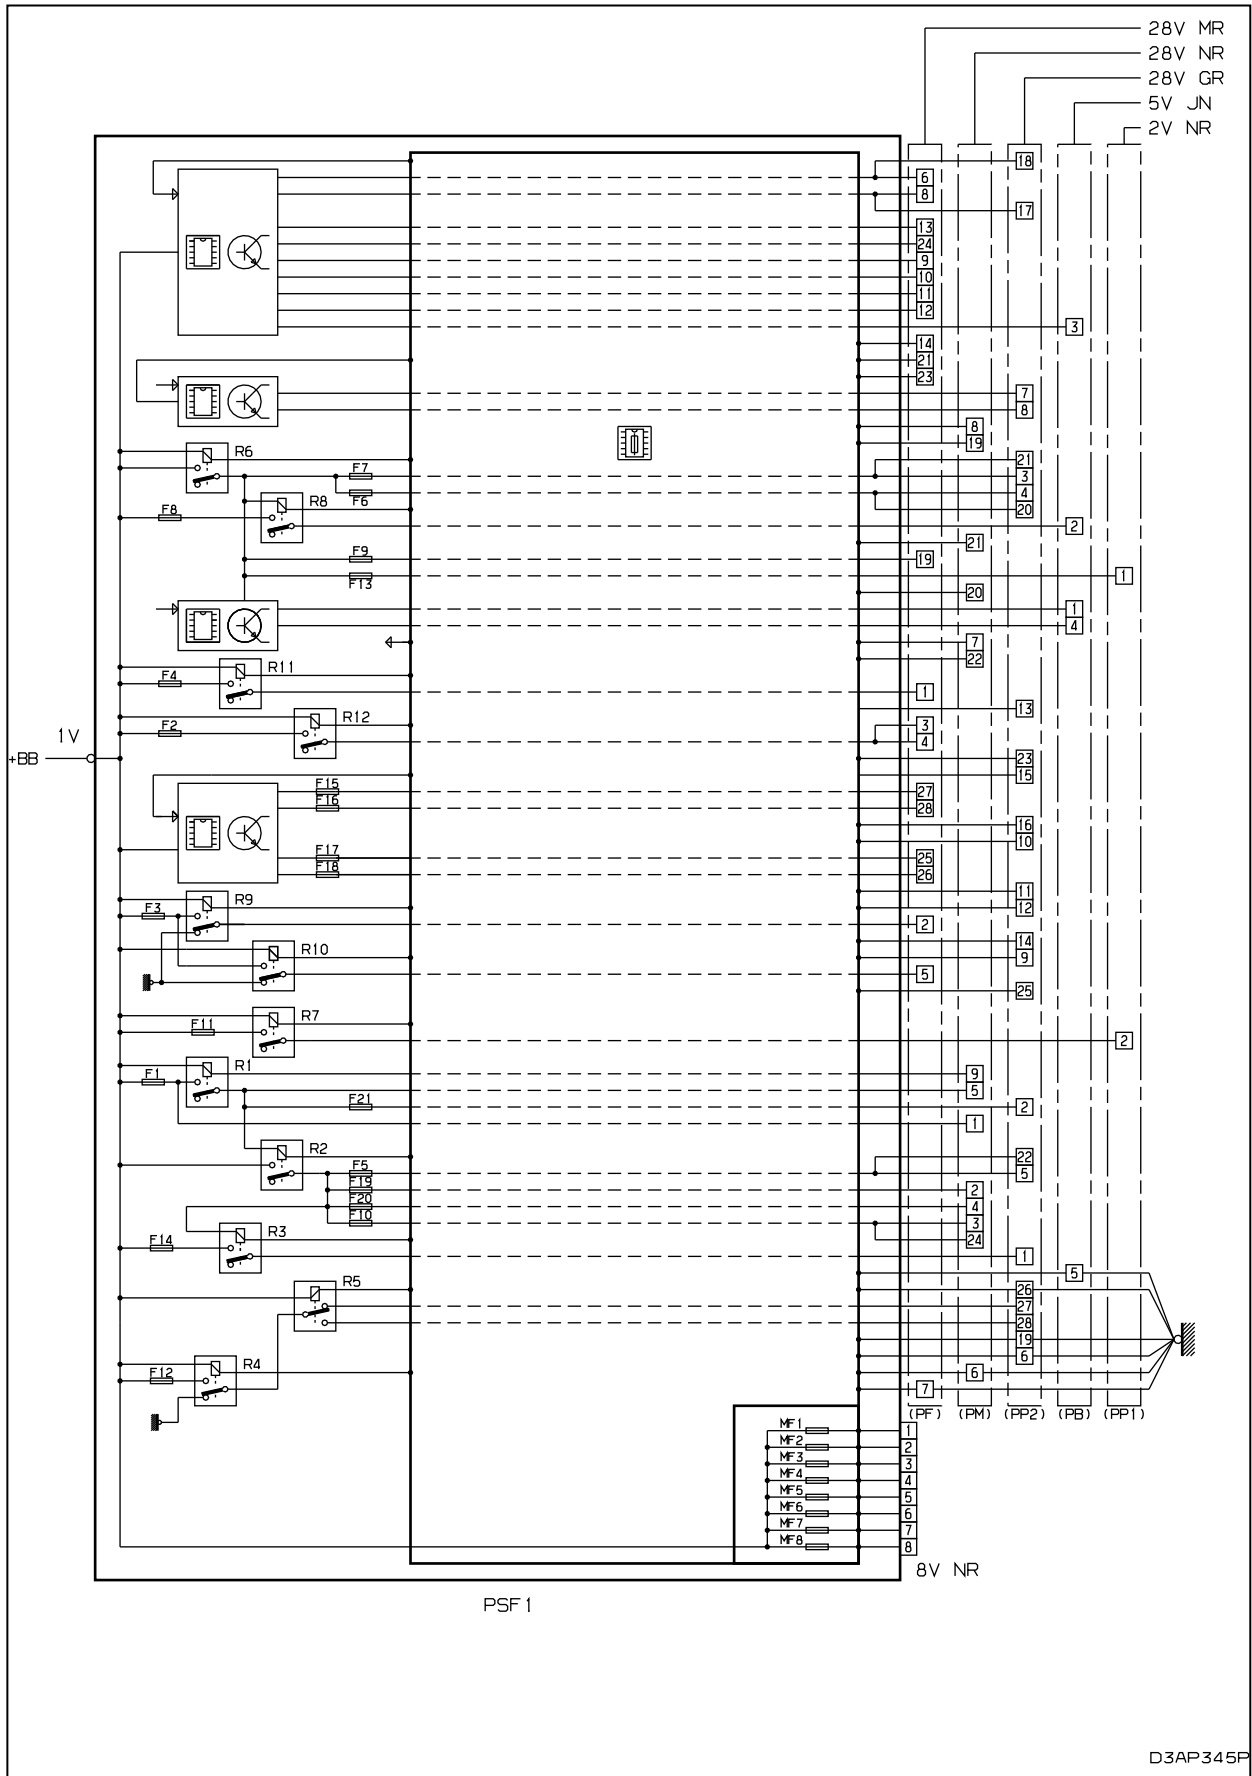 28V MR
28V NR
28V GR
5V JN
2V NR
18
6
8
17
13
24
9
10
11
12
3
14
21
23
7
8
8
19
R6
21
F7
3
4
F6
R8
20
F8
2
21
F9
19
F13
1
20
1
4
7
R11
22
F4
1
13
R12
F2
3
4
1V
+BB
23
15
F15
27
F16
28
16
10
F17
25
F18
26
11
R9
12
F3
2
14
R10
9
5
25
R7
F11
2
R1
9
F1
5
F21
2
1
R2
22
F5
5
F19
2
F20
4
F10
3
R3
24
F14
1
5
R5
26
27
28
19
6
R4
6
F12
7
(PF) (PM) (PP2) (PB) (PP1)
MF1 1
MF2 2
MF3 3
MF4 4
MF5 5
MF6 6
MF7 7
MF8 8
8V NR
PSF1
D3AP345P